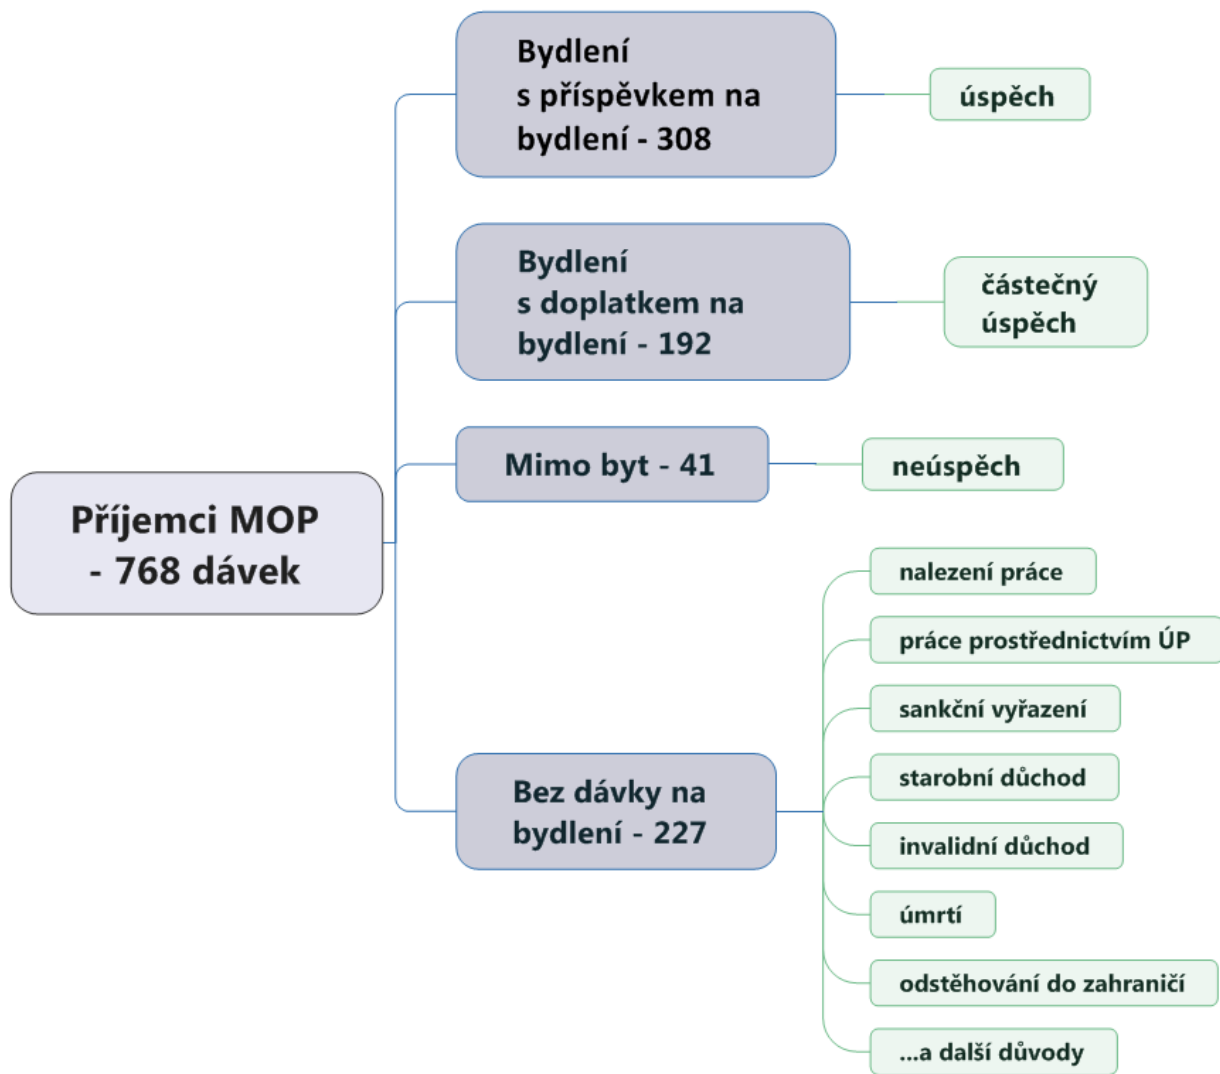 Příjemci MOP
- 768 dávek
Bydlení
s příspěvkem na
bydlení - 308
úspěch
Bydlení
s doplatkem na
bydlení - 192
částečný
úspěch
Mimo byt - 41
neúspěch
Bez dávky na
bydlení - 227
nalezení práce
práce prostřednictvím ÚP
sankční vyřazení
starobní důchod
invalidní důchod
úmrtí
odstěhování do zahraničí
...a další důvody